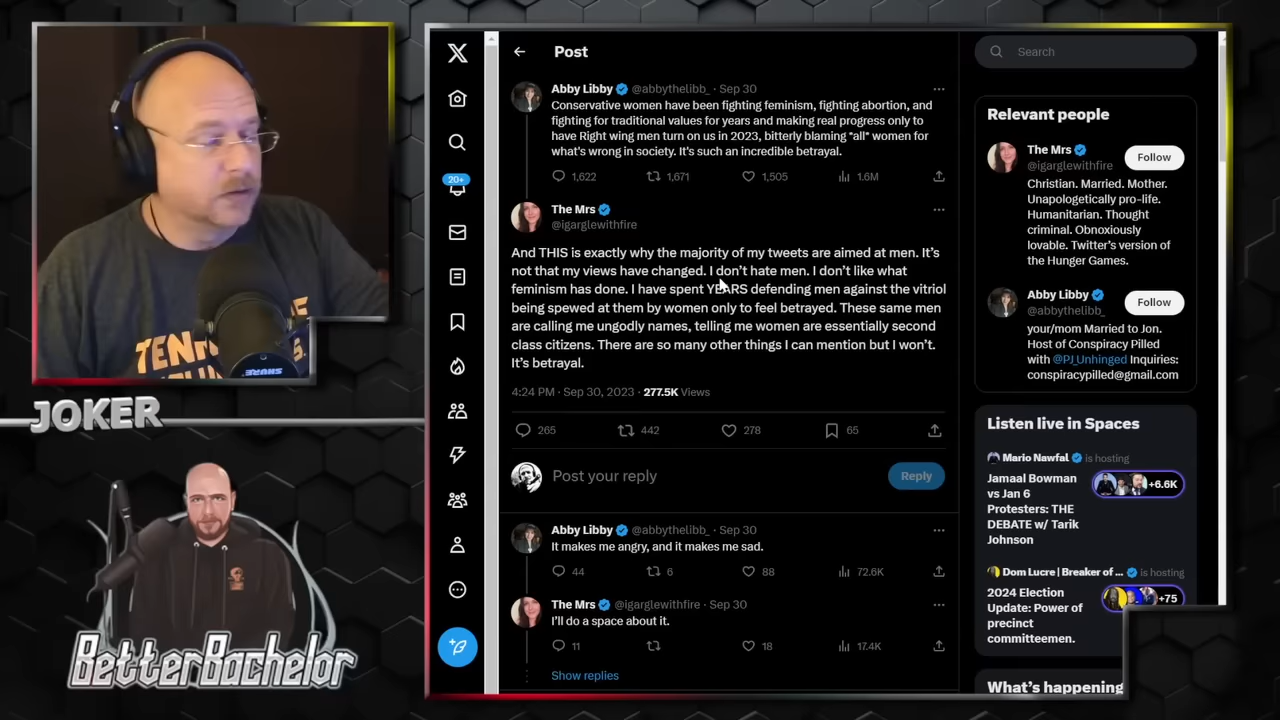 Post
Search
Abby Libby @abbythelibb_ · Sep 30
Conservative women have been fighting feminism, fighting abortion, and
fighting for traditional values for years and making real progress only to
have Right wing men turn on us in 2023, bitterly blaming *all* women for
what's wrong in society. It's such an incredible betrayal.
1,622 1,671 1,505 1.6M
The Mrs
@igarglewithfire
And THIS is exactly why the majority of my tweets are aimed at men. It's
not that my views have changed. I don't hate men. I don't like what
feminism has done. I have spent YEARS defending men against the vitriol
being spewed at them by women only to feel betrayed. These same men
are calling me ungodly names, telling me women are essentially second
class citizens. There are so many other things I can mention but I won't.
It's betrayal.
4:24 PM · Sep 30, 2023 · 277.5K Views
265 442 278 65
Post your reply
Reply
Abby Libby @abbythelibb_ · Sep 30
It makes me angry, and it makes me sad.
44 6 88 72.6K
The Mrs @igarglewithfire · Sep 30
I'll do a space about it.
11 18 17.4K
Show replies
20+
Relevant people
The Mrs
@igarglewithfire
Follow
Christian. Married. Mother.
Unapologetically pro-life.
Humanitarian. Thought
criminal. Obnoxiously
lovable. Twitter's version of
the Hunger Games.
Abby Libby
@abbythelibb_
Follow
your/mom Married to Jon.
Host of Conspiracy Pilled
with @PJ_Unhinged Inquiries:
conspiracypilled@gmail.com
Listen live in Spaces
Mario Nawfal is hosting
Jamaal Bowman
vs Jan 6
Protesters: THE
DEBATE w/ Tarik
Johnson
+6.6K
Dom Lucre | Breaker of ... is hosting
2024 Election
Update: Power of
precinct
committeemen.
+75
What's happening
SHURE
JOKER
BetterBachelor